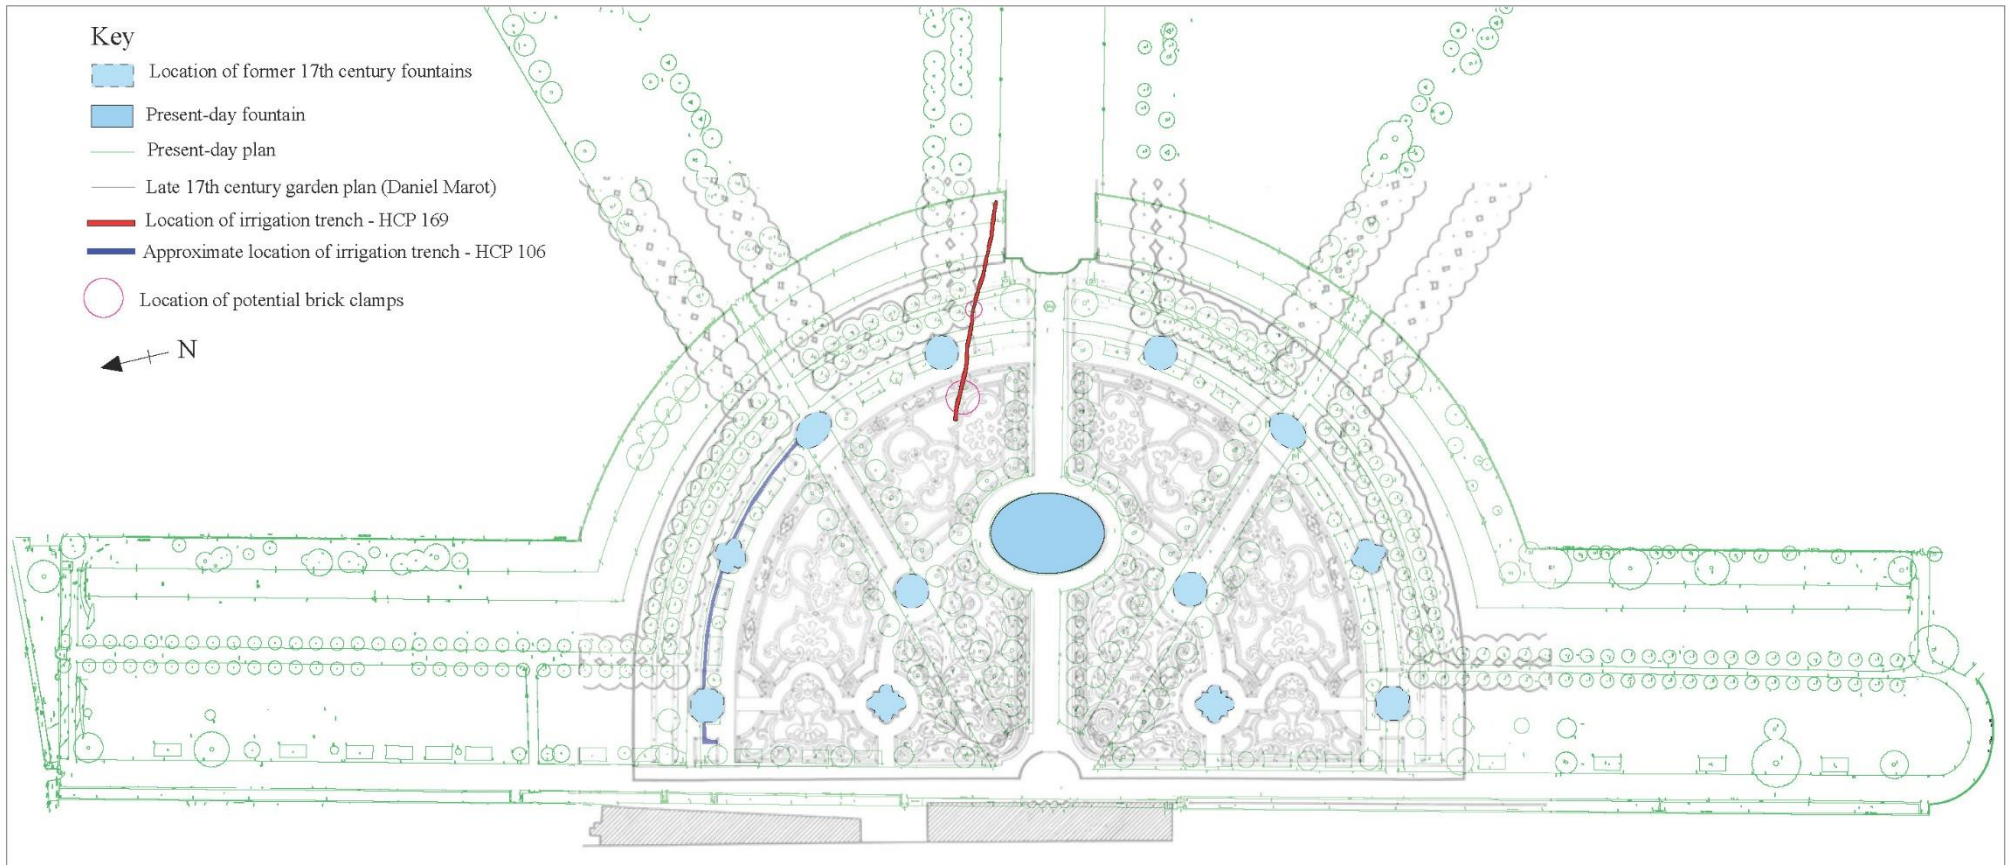 Key
Location of former 17th century fountains
Present-day fountain
Present-day plan
Late 17th century garden plan (Daniel Marot)
Location of irrigation trench - HCP 169
Approximate location of irrigation trench - HCP 106
Location of potential brick clamps
N